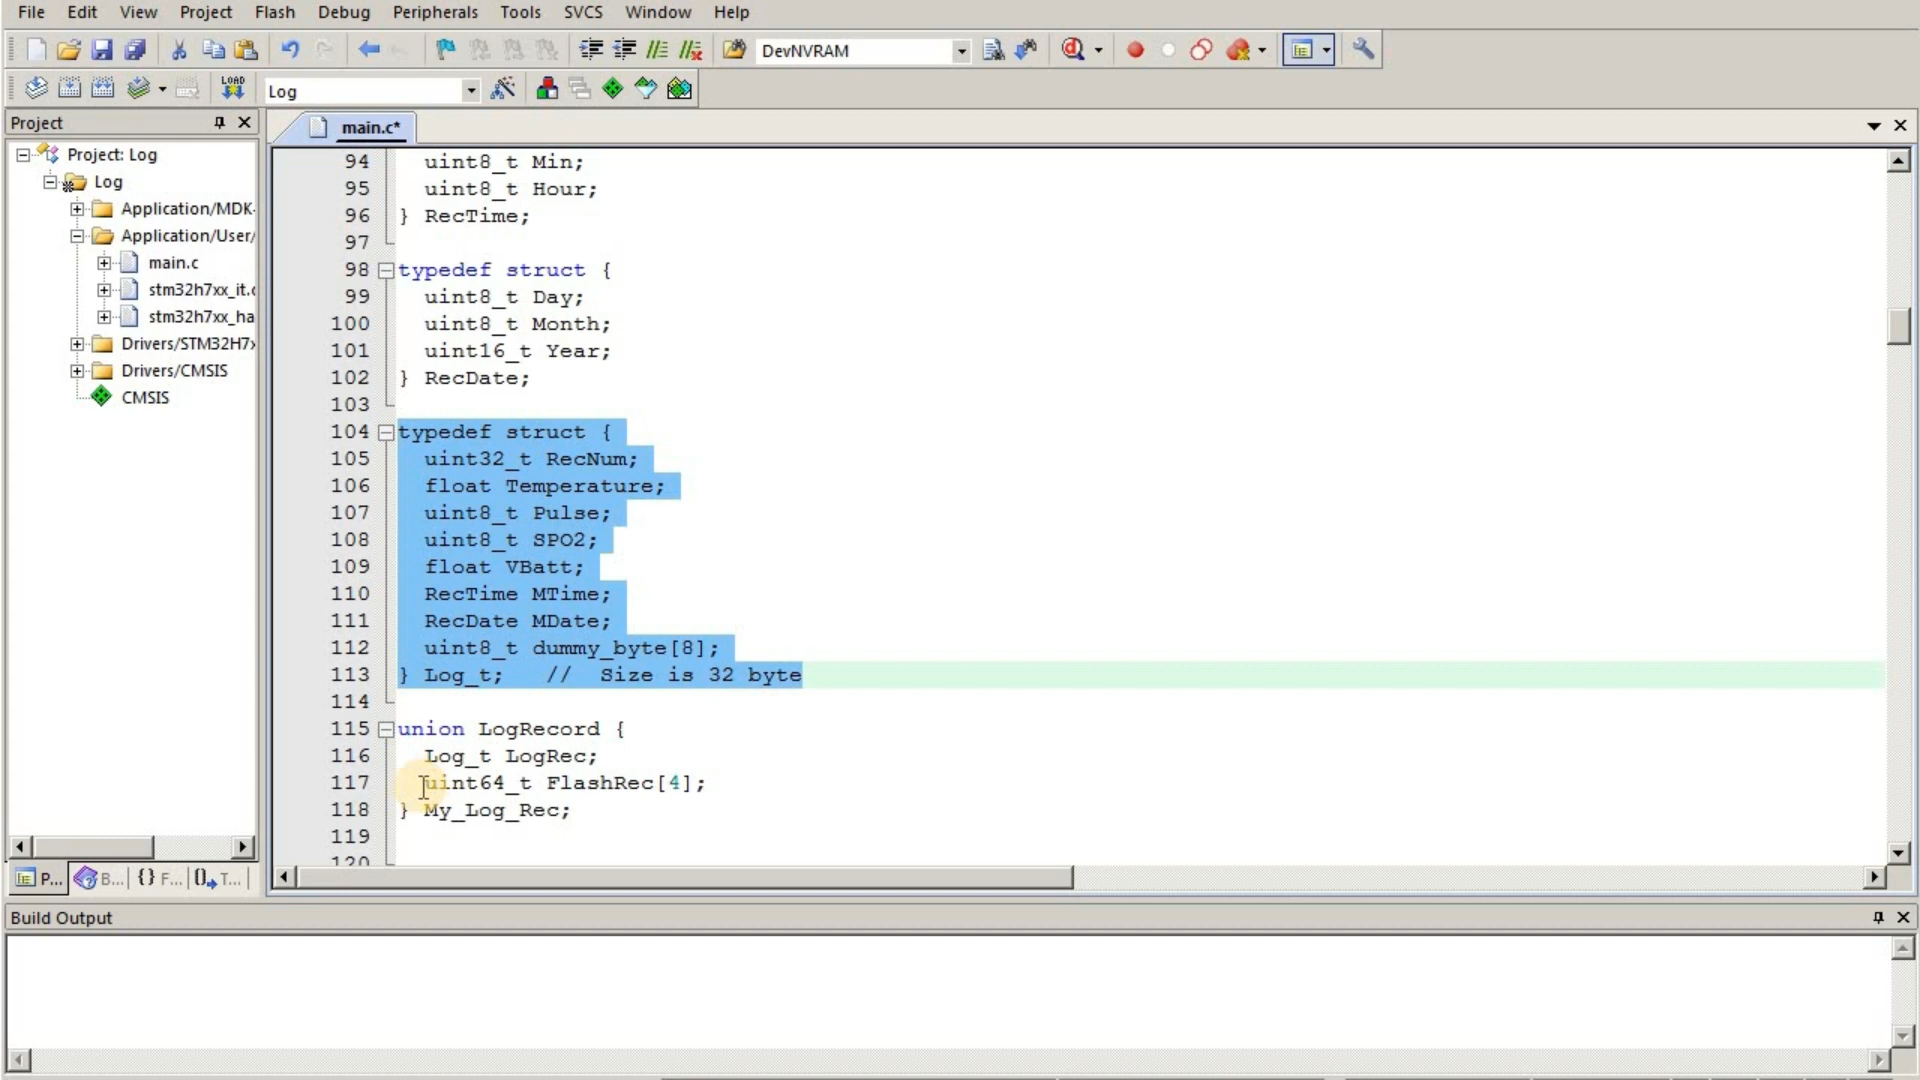 File Edit View Project Flash Debug Peripherals Tools SVCS Window Help
DevNVRAM
LOAD
Log
Project
main.c*
Project: Log
Log
Application/MDK-
Application/User/
main.c
stm32h7xx_it.c
stm32h7xx_ha
Drivers/STM32H7x
Drivers/CMSIS
CMSIS
P... B... {} F... T...
94 uint8_t Min;
95 uint8_t Hour;
96 } RecTime;
97
98 typedef struct {
99 uint8_t Day;
100 uint8_t Month;
101 uint16_t Year;
102 } RecDate;
103
104 typedef struct {
105 uint32_t RecNum;
106 float Temperature;
107 uint8_t Pulse;
108 uint8_t SPO2;
109 float VBatt;
110 RecTime MTime;
111 RecDate MDate;
112 uint8_t dummy_byte[8];
113 } Log_t; // Size is 32 byte
114
115 union LogRecord {
116 Log_t LogRec;
117 uint64_t FlashRec[4];
118 } My_Log_Rec;
119
120
Build Output